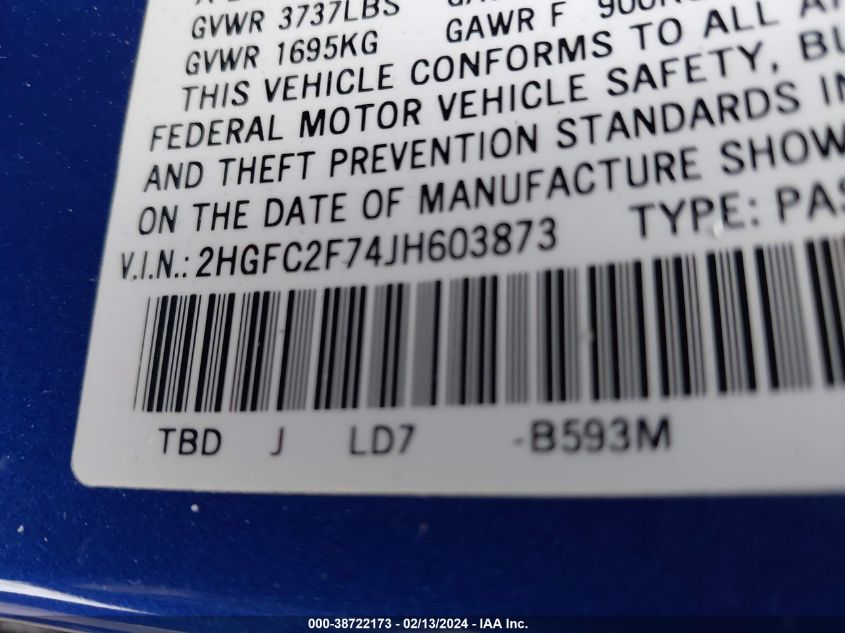 GVWR 3737LBS
GVWR 1695KG GAWR F
THIS VEHICLE CONFORMS TO ALL
FEDERAL MOTOR VEHICLE SAFETY,
AND THEFT PREVENTION STANDARDS
ON THE DATE OF MANUFACTURE SHOW
V.I.N.: 2HGFC2F74JH603873 TYPE: PAS
TBD J LD7 -B593M
000-38722173 - 02/13/2024 - IAA Inc.